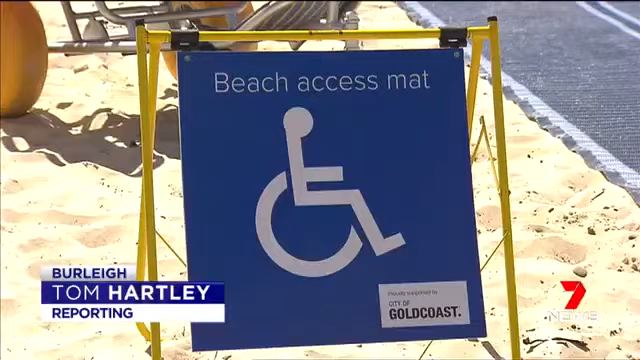 Beach access mat
Proudly supported by
CITY OF
GOLDCOAST.
BURLEIGH
TOM HARTLEY
REPORTING
7
NEWS